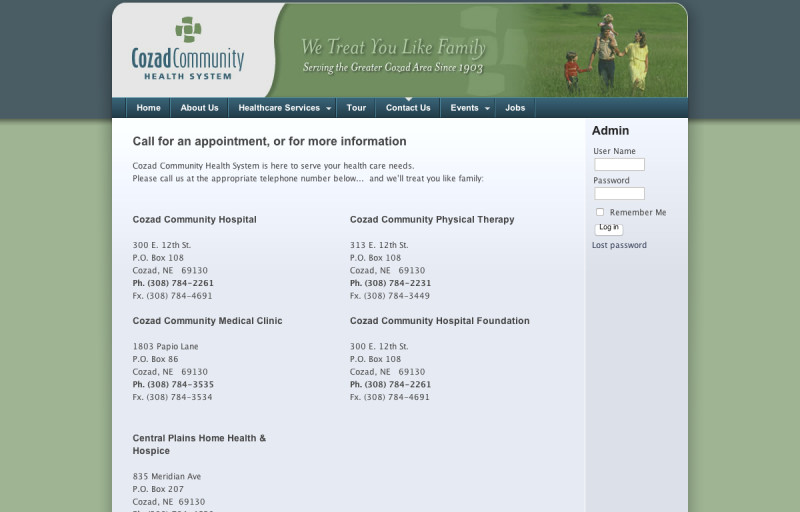 CozadCommunity
HEALTH SYSTEM
We Treat You Like Family
Serving the Greater Cozad Area Since 1903
Home About Us Healthcare Services Tour Contact Us Events Jobs
Call for an appointment, or for more information
Cozad Community Health System is here to serve your health care needs.
Please call us at the appropriate telephone number below... and we'll treat you like family:
Cozad Community Hospital
300 E. 12th St.
P.O. Box 108
Cozad, NE 69130
Ph. (308) 784-2261
Fx. (308) 784-4691
Cozad Community Physical Therapy
313 E. 12th St.
P.O. Box 108
Cozad, NE 69130
Ph. (308) 784-2231
Fx. (308) 784-3449
Cozad Community Medical Clinic
1803 Papio Lane
P.O. Box 86
Cozad, NE 69130
Ph. (308) 784-3535
Fx. (308) 784-3534
Cozad Community Hospital Foundation
300 E. 12th St.
P.O. Box 108
Cozad, NE 69130
Ph. (308) 784-2261
Fx. (308) 784-4691
Central Plains Home Health &
Hospice
835 Meridian Ave
P.O. Box 207
Cozad, NE 69130
Admin
User Name
Password
Remember Me
Log in
Lost password